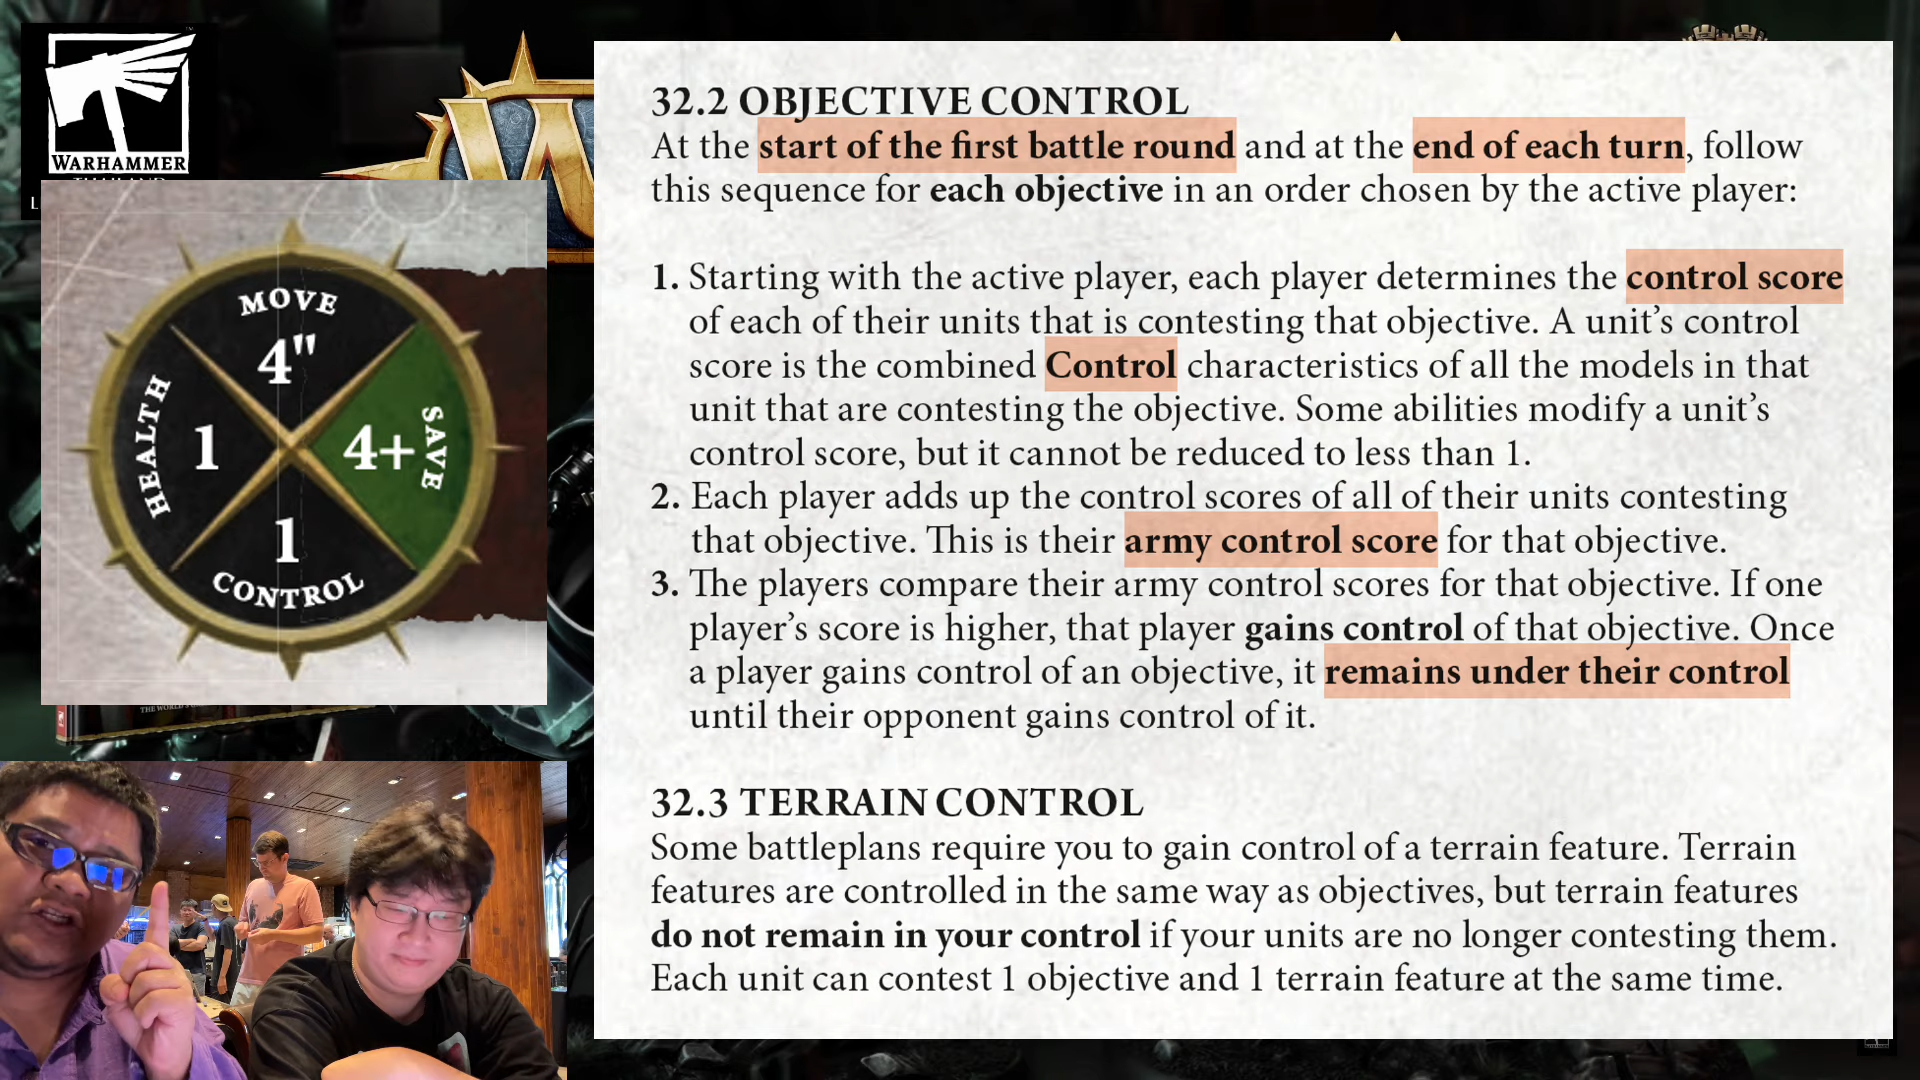 WARHAMMER
MOVE
4"
HEALTH
1
4+
SAVE
1
CONTROL
32.2 OBJECTIVE CONTROL
At the start of the first battle round and at the end of each turn, follow
this sequence for each objective in an order chosen by the active player:
1. Starting with the active player, each player determines the control score
of each of their units that is contesting that objective. A unit's control
score is the combined Control characteristics of all the models in that
unit that are contesting the objective. Some abilities modify a unit's
control score, but it cannot be reduced to less than 1.
2. Each player adds up the control scores of all of their units contesting
that objective. This is their army control score for that objective.
3. The players compare their army control scores for that objective. If one
player's score is higher, that player gains control of that objective. Once
a player gains control of an objective, it remains under their control
until their opponent gains control of it.
32.3 TERRAIN CONTROL
Some battleplans require you to gain control of a terrain feature. Terrain
features are controlled in the same way as objectives, but terrain features
do not remain in your control if your units are no longer contesting them.
Each unit can contest 1 objective and 1 terrain feature at the same time.